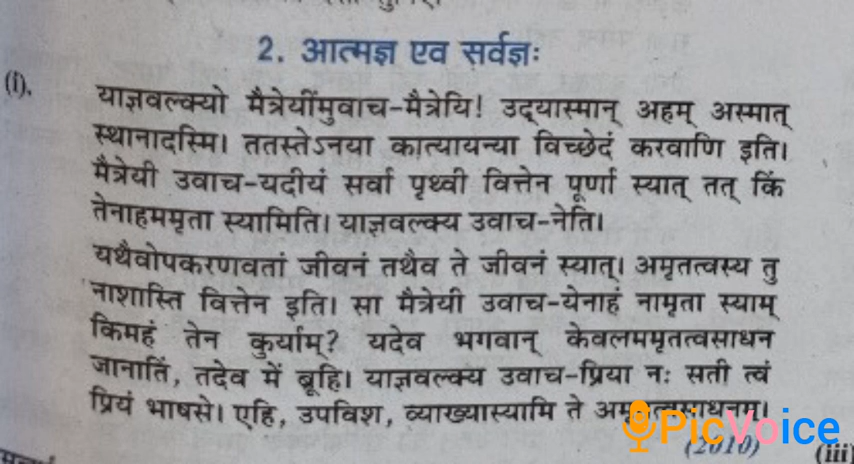 2. आत्मज्ञ एव सर्वज्ञः
(i).
याज्ञवल्क्यो मैत्रेयींमुवाच-मैत्रेयि! उद्यास्मान् अहम् अस्मात्
स्थानादस्मि। ततस्तेऽनया कात्यायन्या विच्छेदं करवाणि इति।
मैत्रेयी उवाच-यदीयं सर्वा पृथ्वी वित्तेन पूर्णा स्यात् तत् किं
तेनाहममृता स्यामिति। याज्ञवल्क्य उवाच-नेति।
यथैवोपकरणवतां जीवनं तथैव ते जीवनं स्यात्। अमृतत्वस्य तु
नाशास्ति वित्तेन इति। सा मैत्रेयी उवाच-येनाहं नामृता स्याम्
किमहं तेन कुर्याम्? यदेव भगवान् केवलममृतत्वसाधन
जानातिं, तदेव में ब्रूहि। याज्ञवल्क्य उवाच-प्रिया नः सती त्वं
प्रियं भाषसे। एहि, उपविश, व्याख्यास्यामि ते अमृतत्वसाधनम्।
PicVoice
(2010)
(iii)